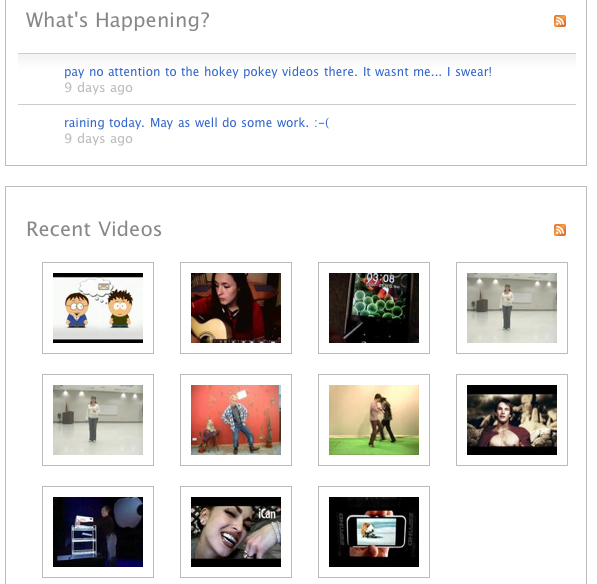 What's Happening?
pay no attention to the hokey pokey videos there. It wasnt me... I swear!
9 days ago
raining today. May as well do some work. :-(
9 days ago
Recent Videos
03:08
iCan